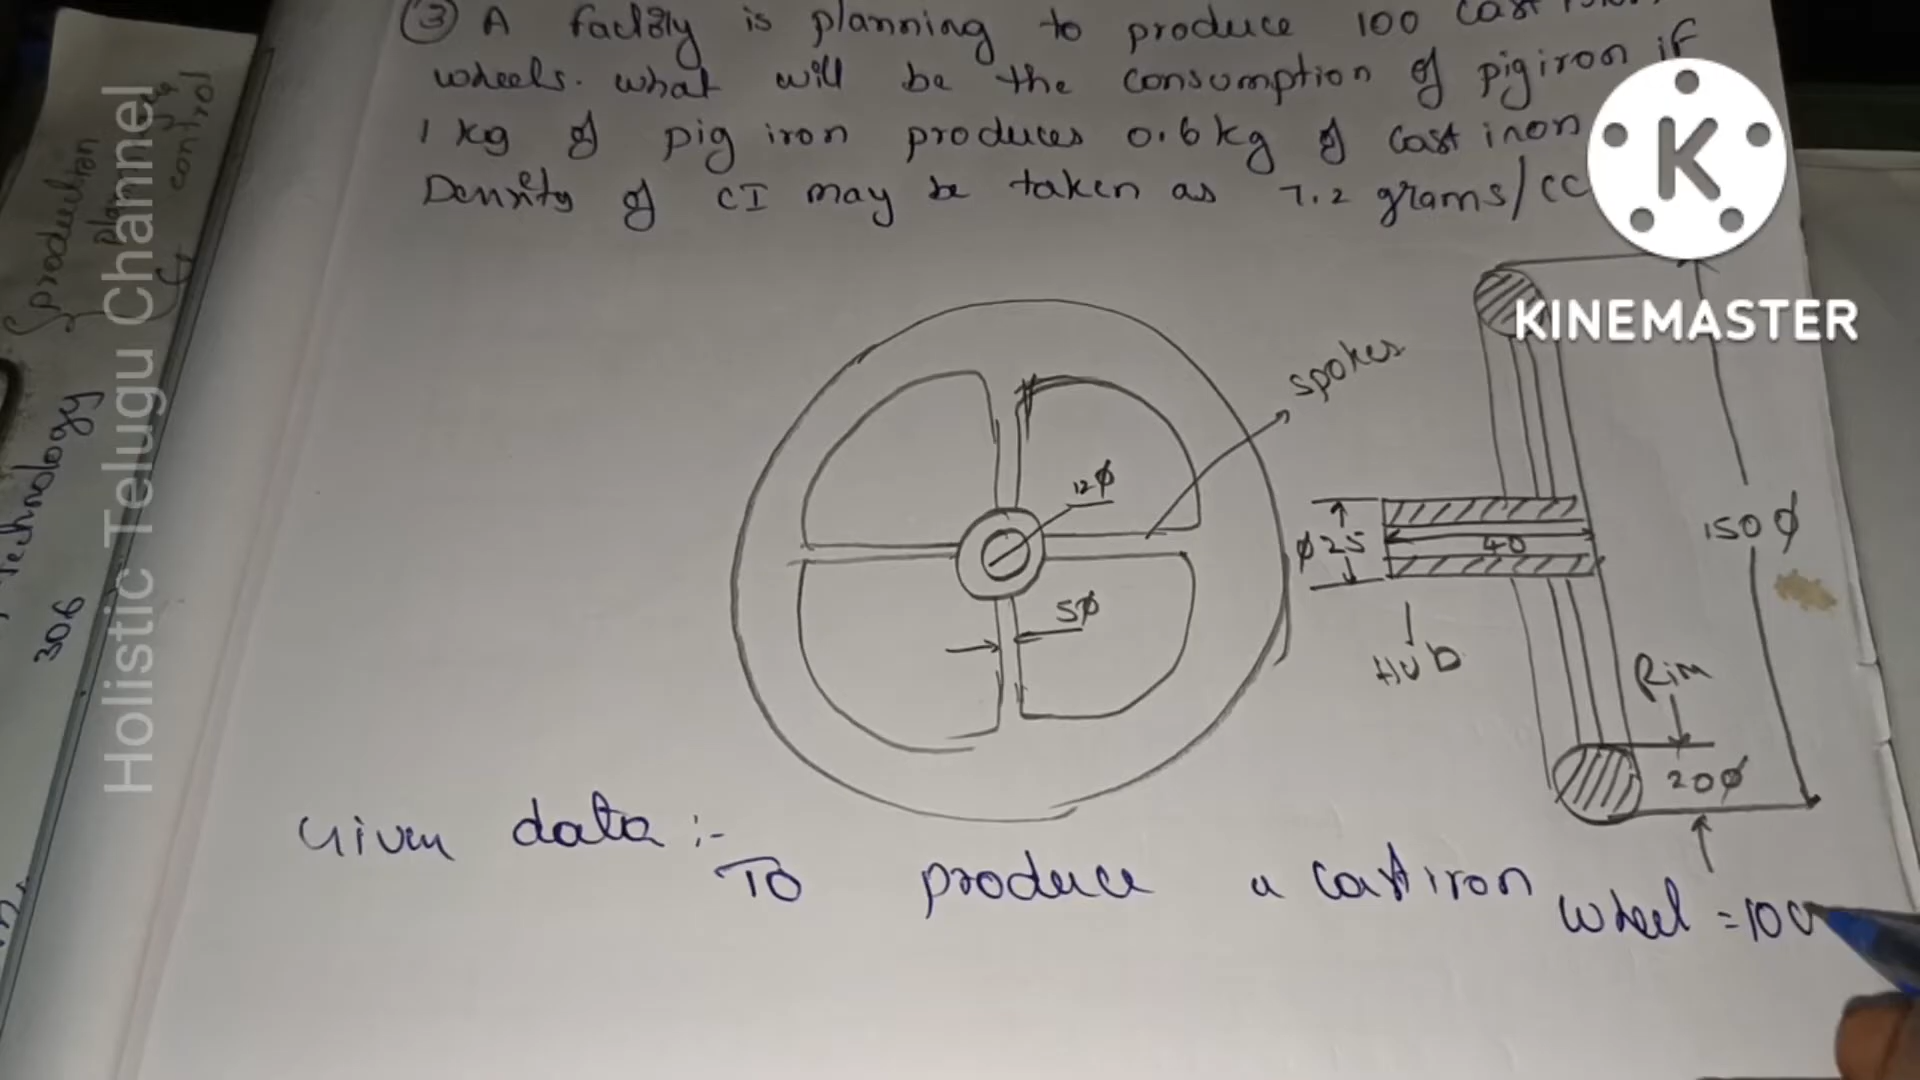 ③ A factory is planning to produce 100 cast
wheels. what will be the consumption of pig iron if
1 kg of pig iron produces 0.6 kg of cast iron
Density of CI may be taken as 7.2 grams/cc
K
KINEMASTER
spokes
12ϕ
ϕ25
40
150ϕ
5ϕ
HUB
Rim
20ϕ
Given data :-
To produce a cast iron wheel = 100
Holistic Telugu Channel
production
control
Technology
306